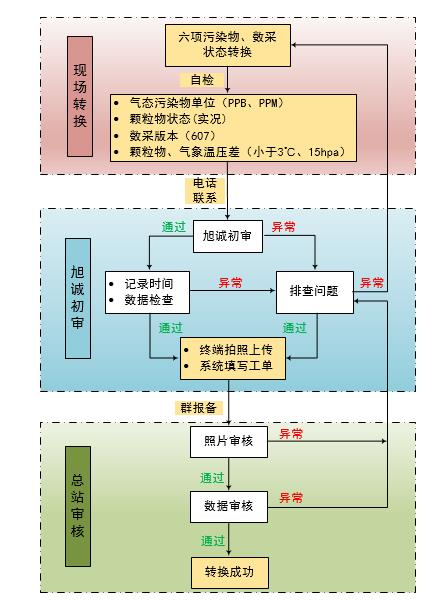 六项污染物、数采
状态转换
现场转换
自检
• 气态污染物单位（PPB、PPM）
• 颗粒物状态(实况)
• 数采版本（607）
• 颗粒物、气象温压差（小于3℃、15hpa）
电话
联系
旭诚初审
通过
旭诚初审
异常
• 记录时间
• 数据检查
异常
排查问题
异常
通过
通过
• 终端拍照上传
• 系统填写工单
群报备
总站审核
照片审核
异常
通过
数据审核
异常
通过
转换成功